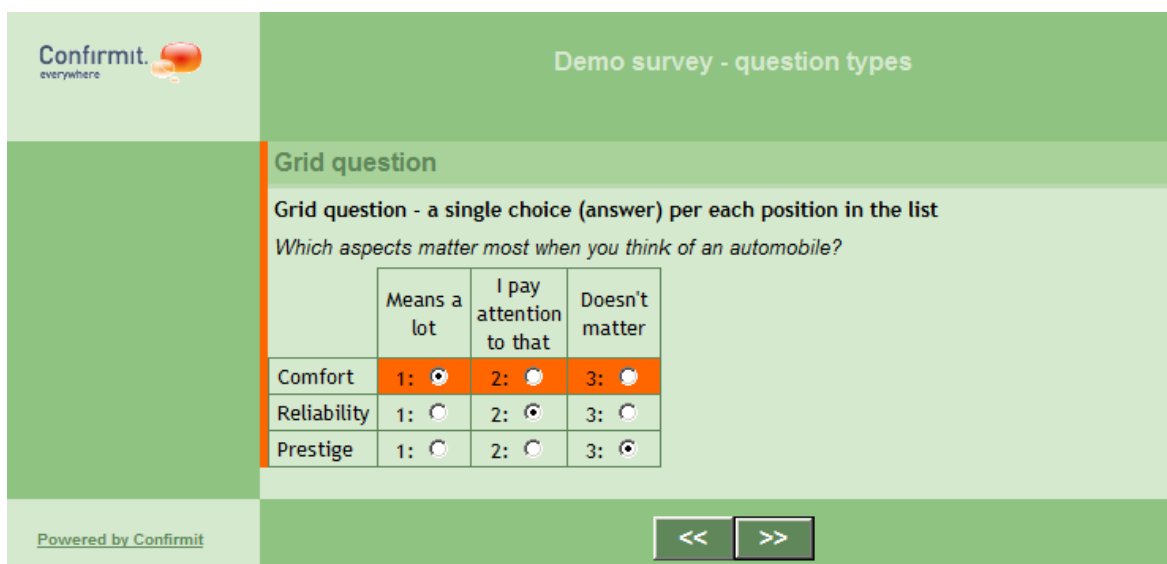 Confirmit.
everywhere
Demo survey - question types
Grid question
Grid question - a single choice (answer) per each position in the list
Which aspects matter most when you think of an automobile?
Means a lot
I pay attention to that
Doesn't matter
Comfort 1: 2: 3:
Reliability 1: 2: 3:
Prestige 1: 2: 3:
Powered by Confirmit
<< >>